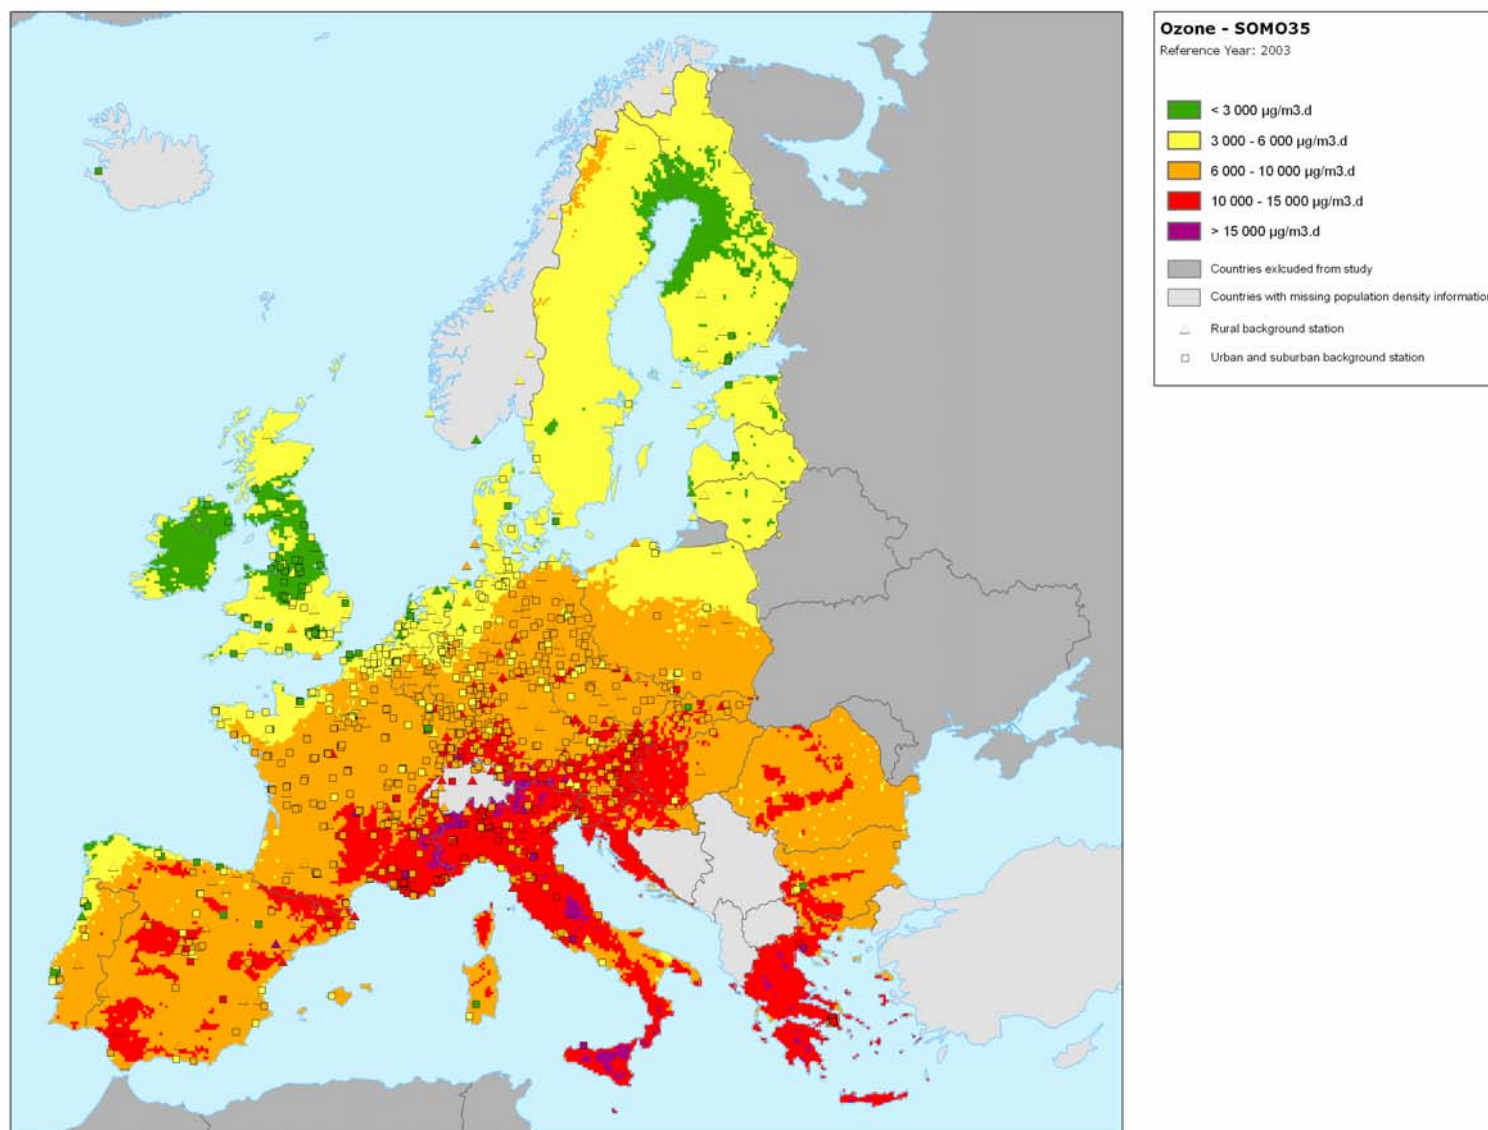 Ozone - SOMO35
Reference Year: 2003
< 3 000 µg/m3.d
3 000 - 6 000 µg/m3.d
6 000 - 10 000 µg/m3.d
10 000 - 15 000 µg/m3.d
> 15 000 µg/m3.d
Countries exlcuded from study
Countries with missing population density information
Rural background station
Urban and suburban background station